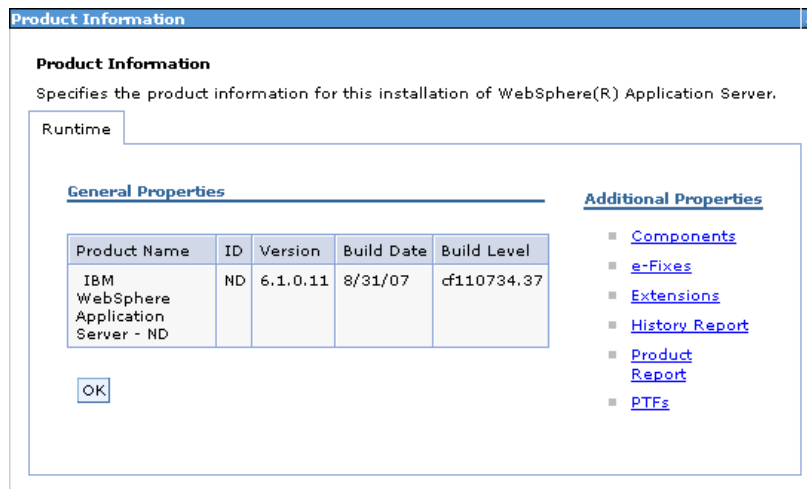 Product Information
Product Information
Specifies the product information for this installation of WebSphere(R) Application Server.
Runtime
General Properties
Product Name ID Version Build Date Build Level
IBM ND 6.1.0.11 8/31/07 cf110734.37
WebSphere
Application
Server - ND
OK
Additional Properties
Components
e-Fixes
Extensions
History Report
Product
Report
PTFs